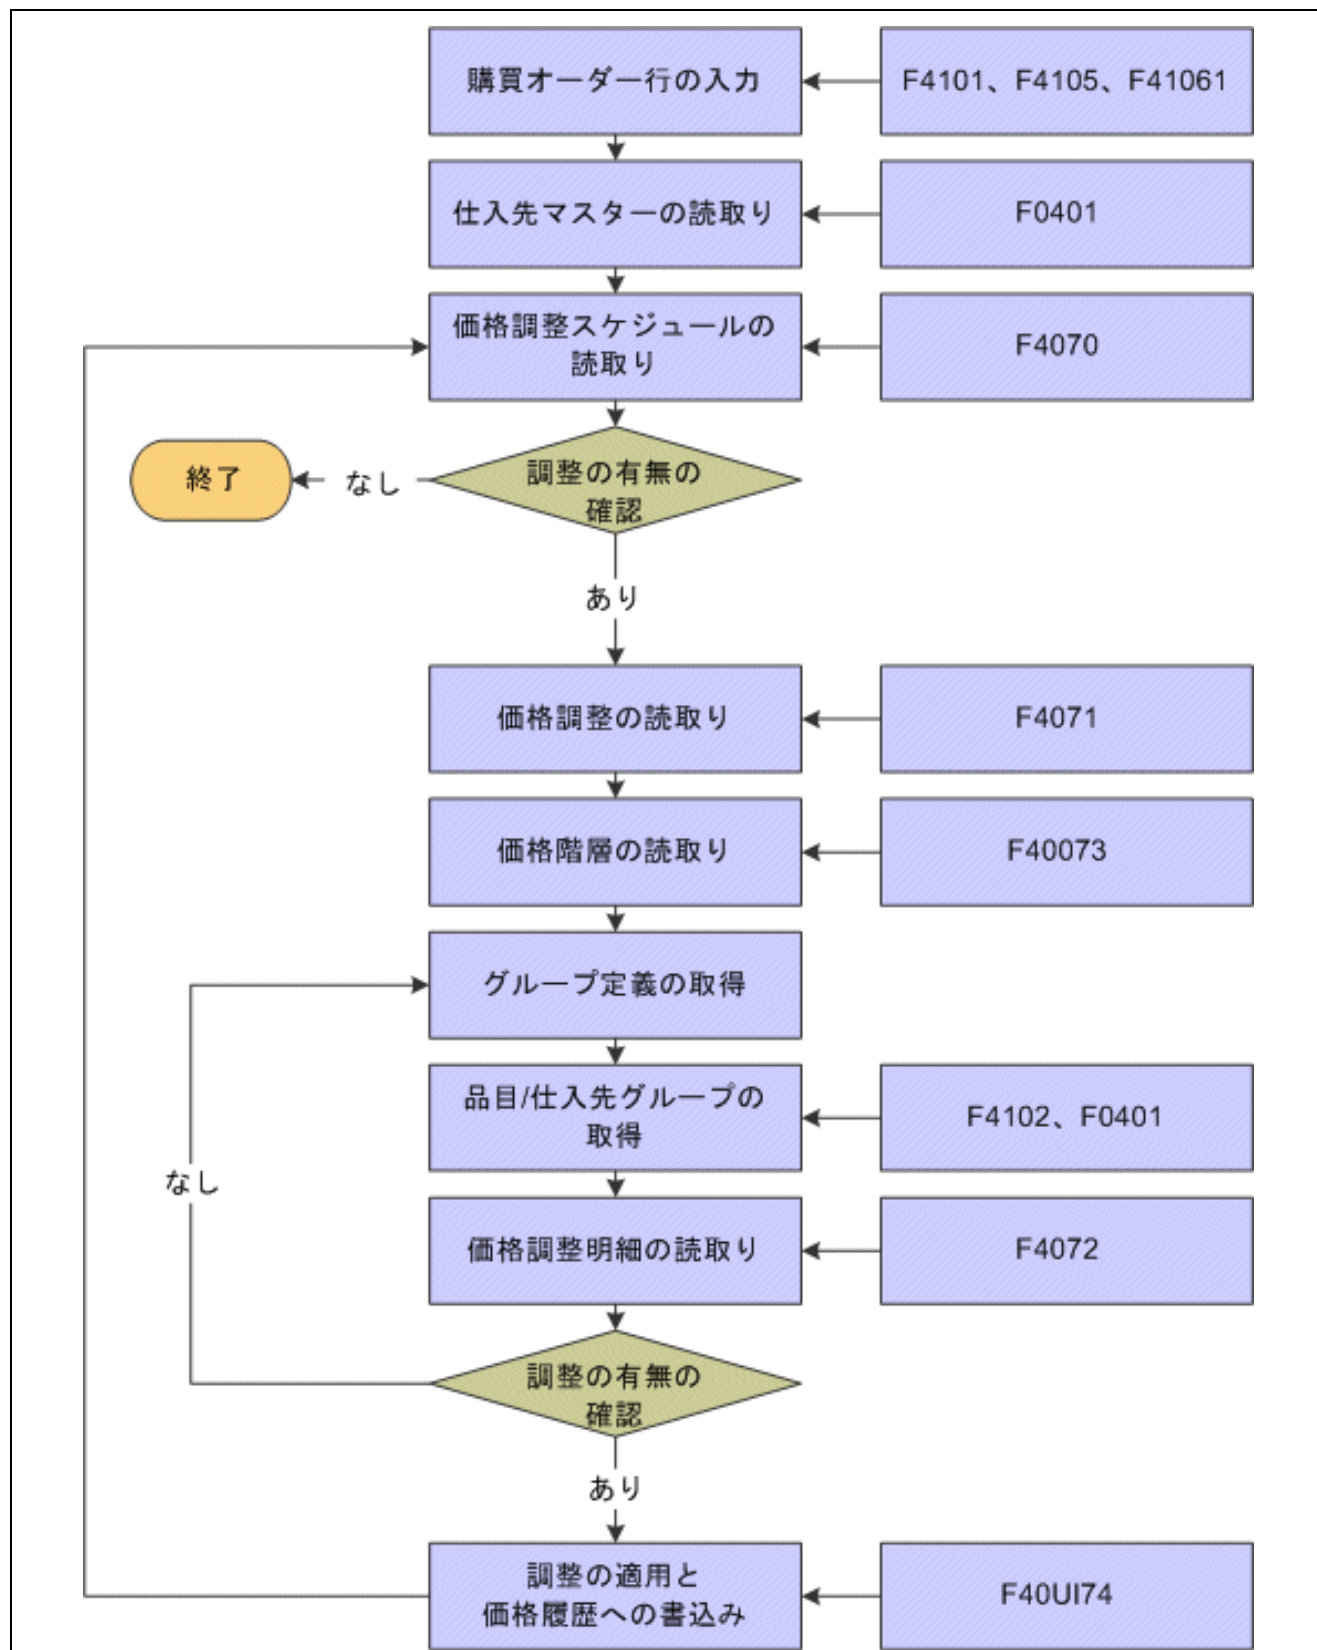 購買オーダー行の入力
F4101、F4105、F41061
仕入先マスターの読取り
F0401
価格調整スケジュールの
読取り
F4070
調整の有無の
確認
なし
終了
あり
価格調整の読取り
F4071
価格階層の読取り
F40073
グループ定義の取得
品目/仕入先グループの
取得
F4102、F0401
なし
価格調整明細の読取り
F4072
調整の有無の
確認
あり
調整の適用と
価格履歴への書込み
F40UI74